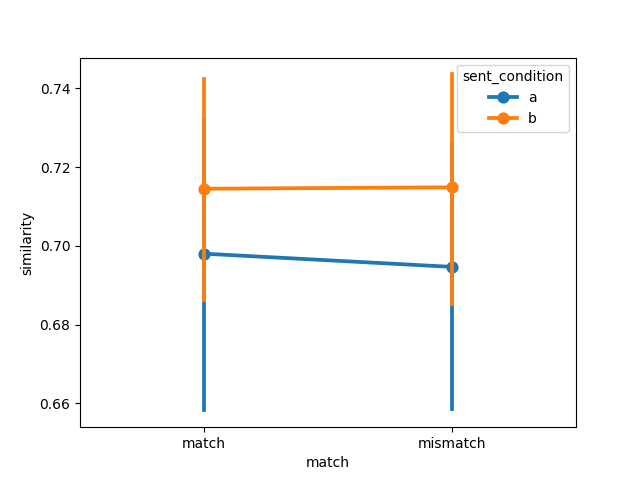 sent_condition
a
b
0.74
0.72
0.70
0.68
0.66
similarity
match
mismatch
match